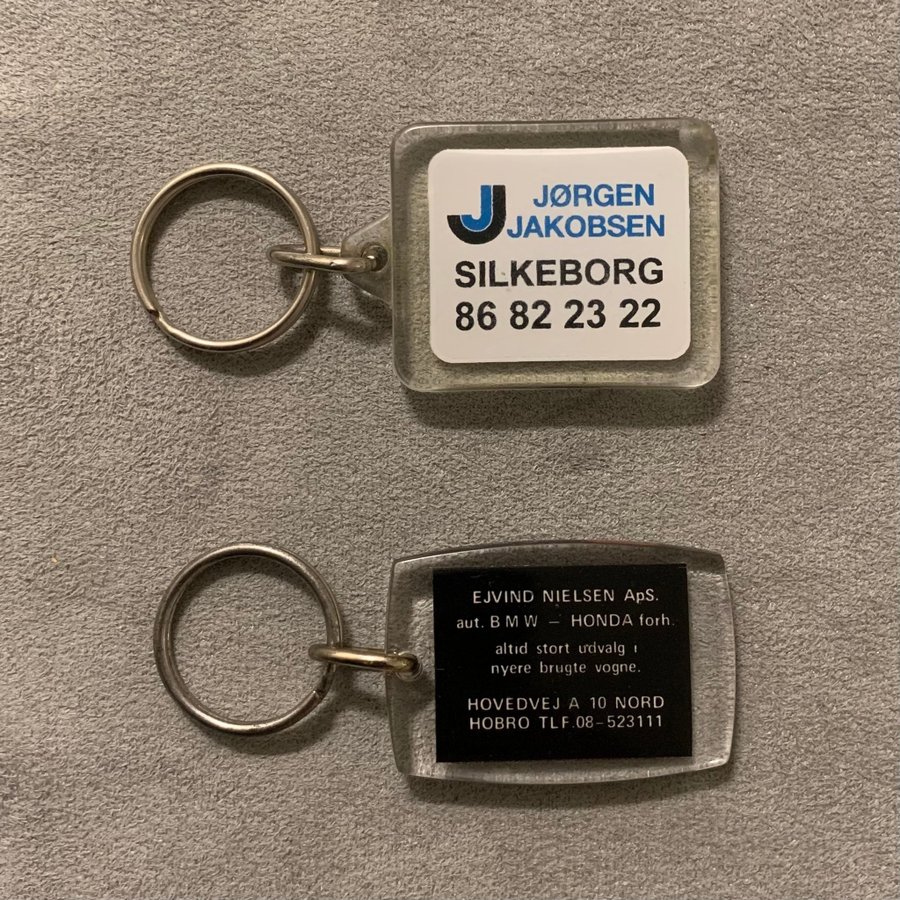 JØRGEN
JAKOBSEN
SILKEBORG
86 82 23 22
EJVIND NIELSEN ApS.
aut. B M W – HONDA forh.
altid stort udvalg i
nyere brugte vogne.
HOVEDVEJ A 10 NORD
HOBRO TLF.08-523111